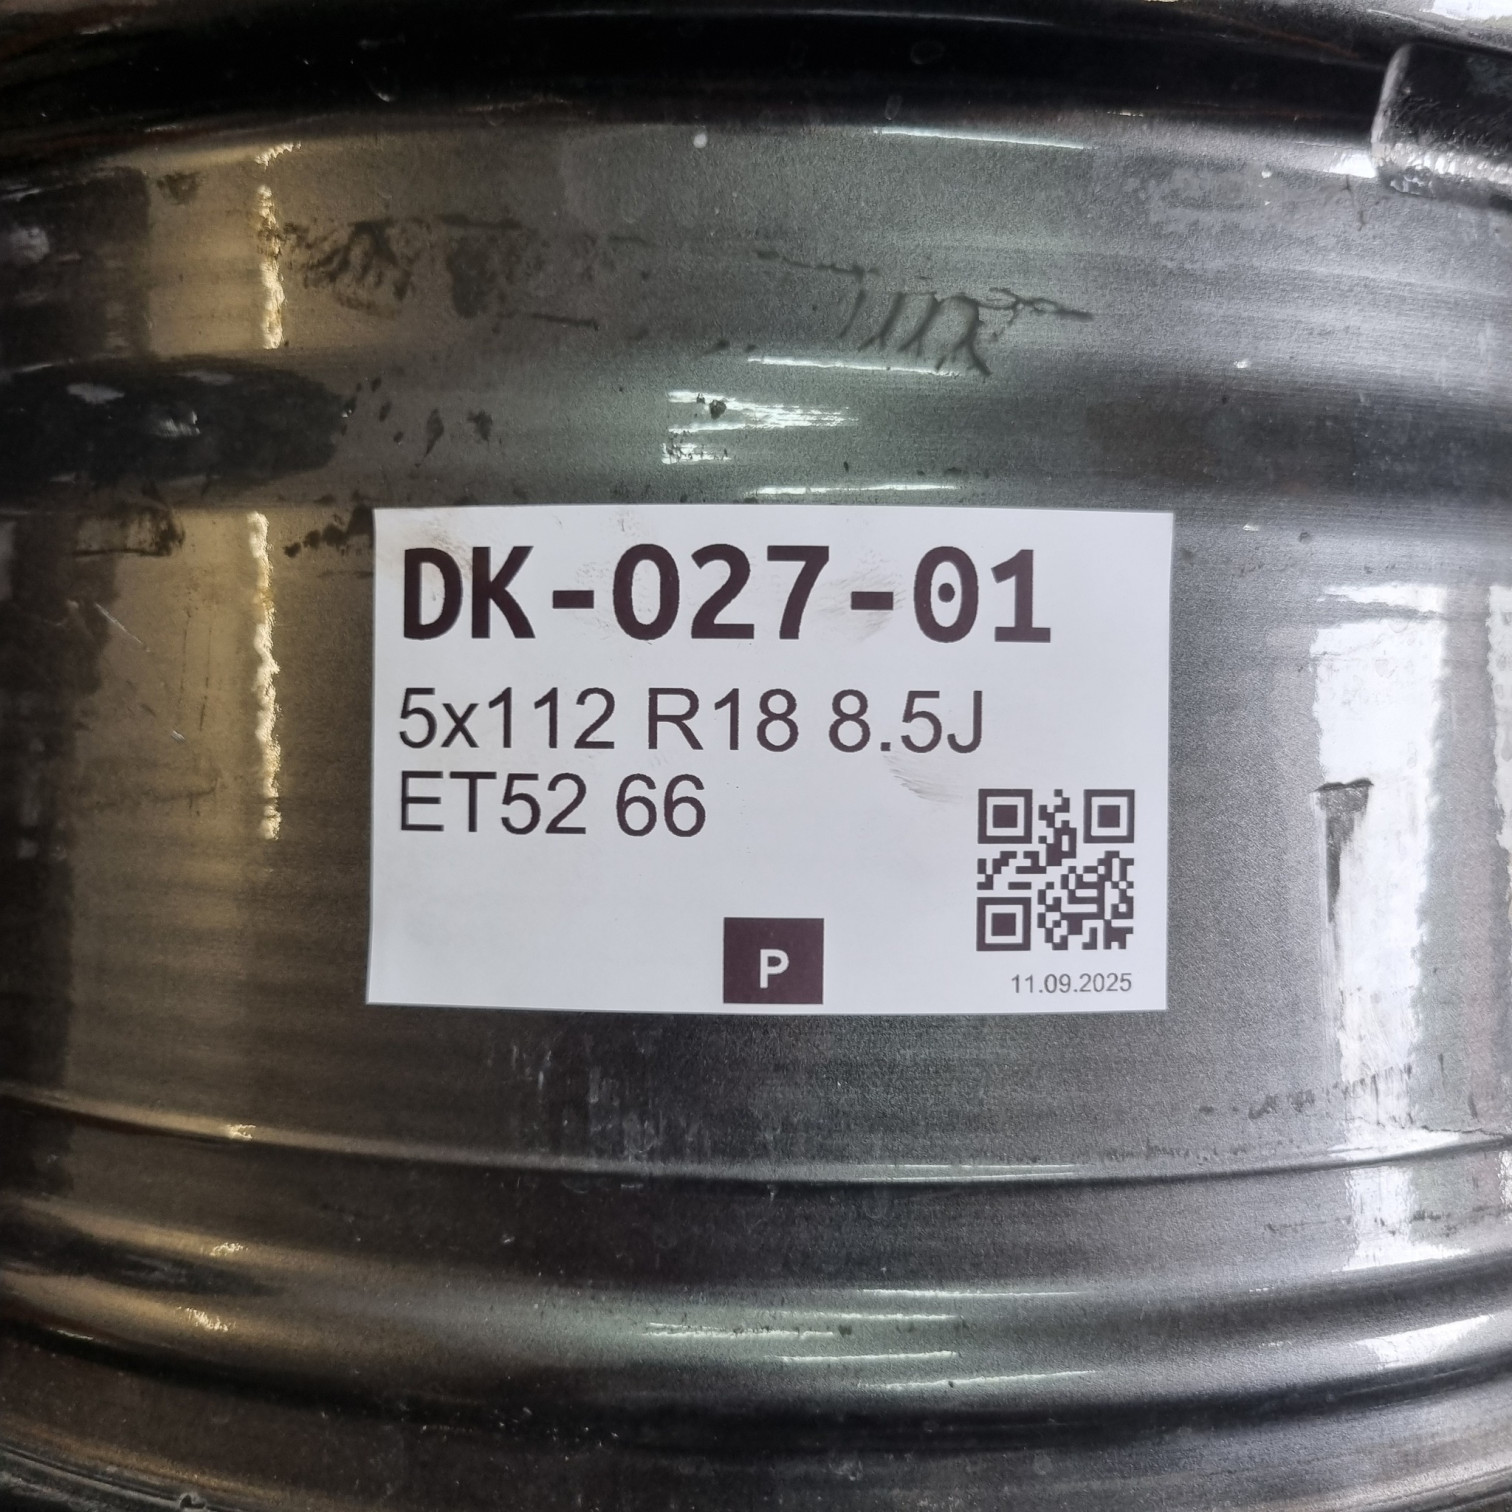 DK-027-01
5x112 R18 8.5J
ET52 66
P
11.09.2025